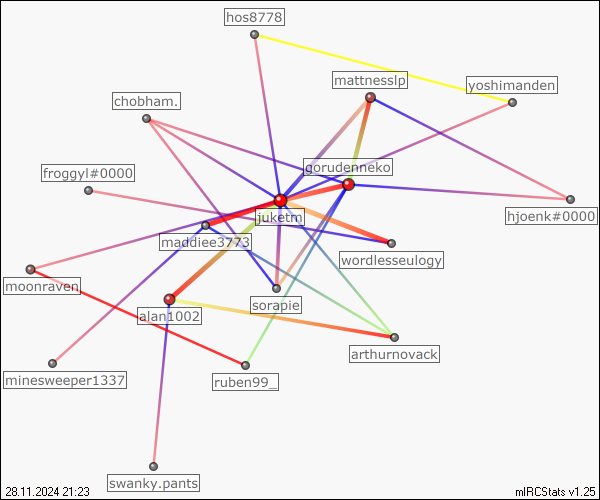 hos8778
mattnesslp
yoshimanden
chobham.
gorudenneko
froggyl#0000
juketn
hjoenk#0000
maddiee3773
wordlesseulogy
moonraven
sorapie
alan1002
arthurnovack
minesweeper1337
ruben99_
swanky.pants
28.11.2024 21:23
mIRCStats v1.25